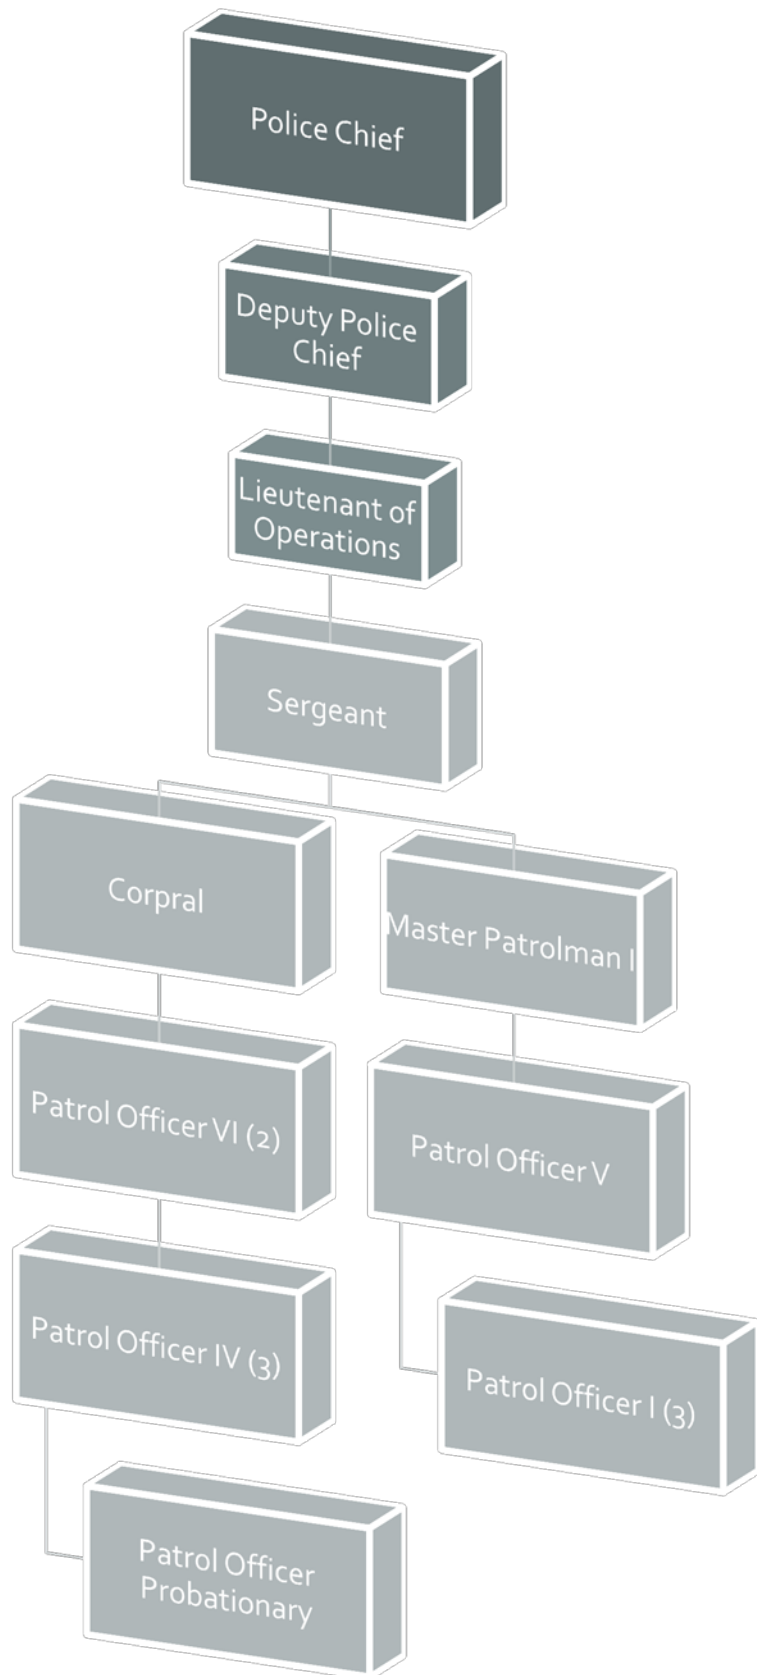 Police Chief
Deputy Police
Chief
Lieutenant of
Operations
Sergeant
Corpral
Master Patrolman I
Patrol Officer VI (2)
Patrol Officer V
Patrol Officer IV (3)
Patrol Officer I (3)
Patrol Officer
Probationary